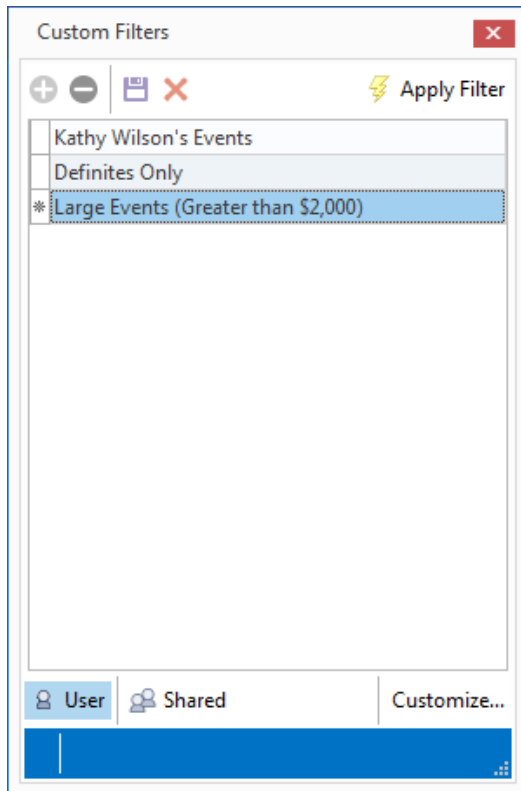 Custom Filters
Apply Filter
Kathy Wilson's Events
Definites Only
Large Events (Greater than $2,000)
User Shared Customize...